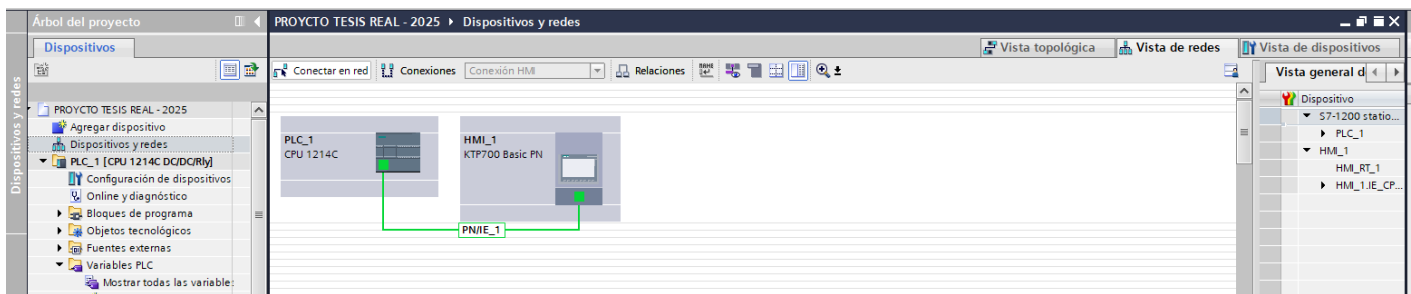 Árbol del proyecto
PROYCTO TESIS REAL - 2025 Dispositivos y redes
Dispositivos
Vista topológica
Vista de redes
Vista de dispositivos
Conectar en red
Conexiones
Conexión HMI
Relaciones
Vista general d
Dispositivos y redes
PROYCTO TESIS REAL - 2025
Agregar dispositivo
Dispositivos y redes
PLC_1 [CPU 1214C DC/DC/Rly]
Configuración de dispositivos
Online y diagnóstico
Bloques de programa
Objetos tecnológicos
Fuentes externas
Variables PLC
Mostrar todas las variable
PLC_1
CPU 1214C
HMI_1
KTP700 Basic PN
PN/IE_1
Dispositivo
S7-1200 statio...
PLC_1
HMI_1
HMI_RT_1
HMI_1.IE_CP...